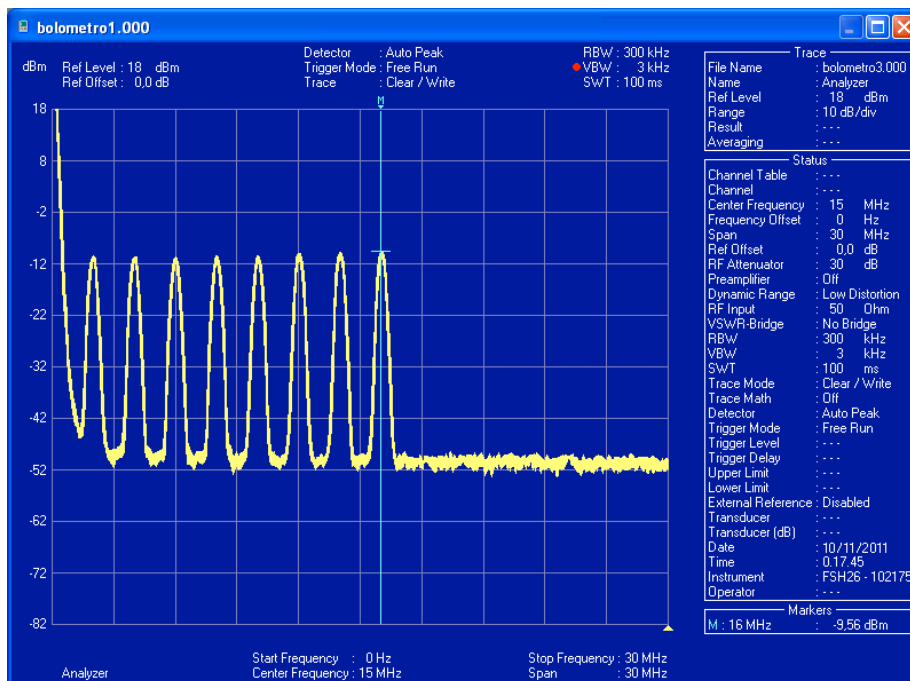 bolometro1.000
Detector : Auto Peak
RBW : 300 kHz
dBm Ref Level : 18 dBm
Trigger Mode : Free Run
VBW : 3 kHz
Ref Offset : 0,0 dB
Trace : Clear / Write
SWT : 100 ms
M
18
8
-2
-12
-22
-32
-42
-52
-62
-72
-82
Start Frequency : 0 Hz
Stop Frequency : 30 MHz
Analyzer
Center Frequency : 15 MHz
Span : 30 MHz
Trace
File Name : bolometro3.000
Name : Analyzer
Ref Level : 18 dBm
Range : 10 dB/div
Result : - - -
Averaging : - - -
Status
Channel Table : - - -
Channel : - - -
Center Frequency : 15 MHz
Frequency Offset : 0 Hz
Span : 30 MHz
Ref Offset : 0,0 dB
RF Attenuator : 30 dB
Preamplifier : Off
Dynamic Range : Low Distortion
RF Input : 50 Ohm
VSWR-Bridge : No Bridge
RBW : 300 kHz
VBW : 3 kHz
SWT : 100 ms
Trace Mode : Clear / Write
Trace Math : Off
Detector : Auto Peak
Trigger Mode : Free Run
Trigger Level : - - -
Trigger Delay : - - -
Upper Limit : - - -
Lower Limit : - - -
External Reference : Disabled
Transducer : - - -
Transducer (dB) : - - -
Date : 10/11/2011
Time : 0.17.45
Instrument : FSH26 - 102175
Operator : - - -
Markers
M : 16 MHz : -9,56 dBm